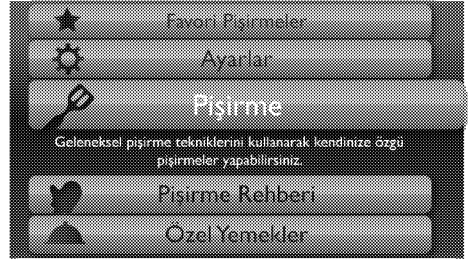 Favori Pişirmeler
Ayarlar
Pişirme
Geleneksel pişirme tekniklerini kullanarak kendinize özgü
pişirmeler yapabilirsiniz.
Pişirme Rehberi
Özel Yemekler